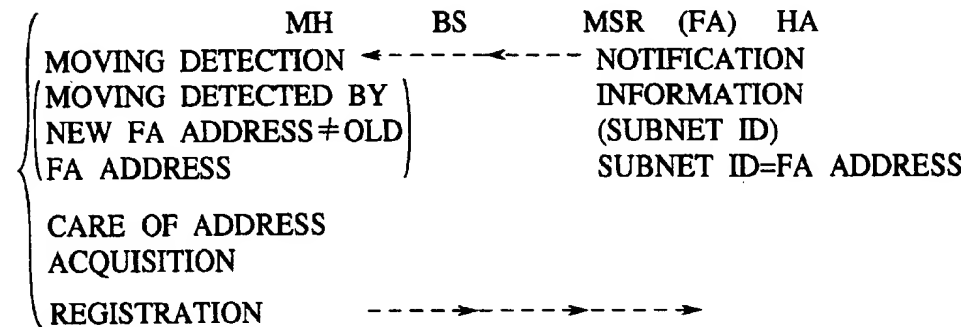 MH BS MSR (FA) HA
MOVING DETECTION NOTIFICATION
MOVING DETECTED BY INFORMATION
NEW FA ADDRESS≠OLD (SUBNET ID)
FA ADDRESS SUBNET ID=FA ADDRESS
CARE OF ADDRESS
ACQUISITION
REGISTRATION